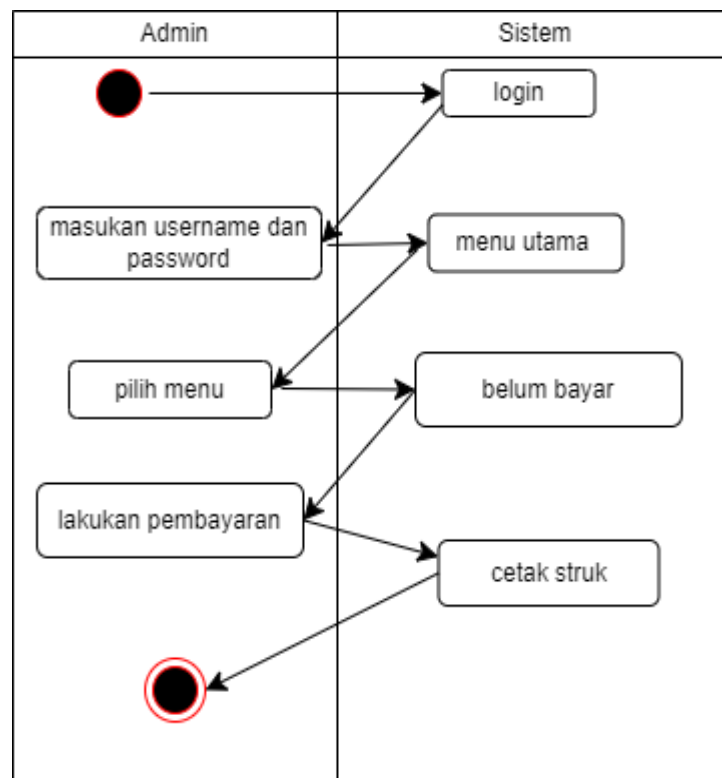 Admin
Sistem
login
masukan username dan
password
menu utama
pilih menu
belum bayar
lakukan pembayaran
cetak struk